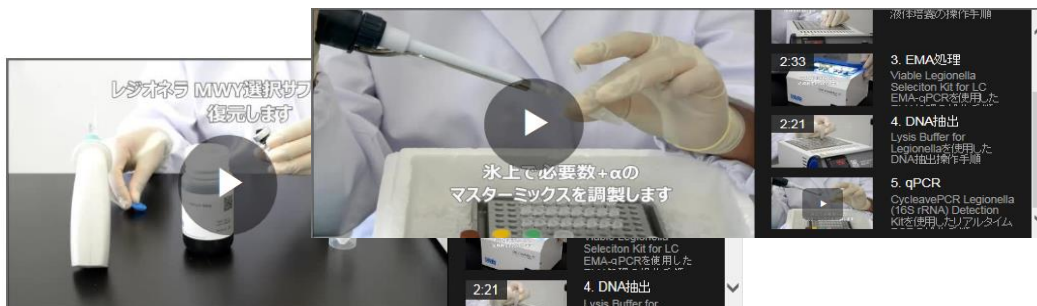 レジオネラ MWY選択サプ
復元します
氷上で必要数+αの
マスターミックスを調製します
液体培養の操作手順
2:33
3. EMA処理
Viable Legionella
Seleciton Kit for LC
EMA-qPCRを使用した
2:21
4. DNA抽出
Lysis Buffer for
Legionellaを使用した
DNA抽出操作手順
5. qPCR
CycleavePCR Legionella
(16S rRNA) Detection
Kitを使用したリアルタイム
Viable Legionella
Seleciton Kit for LC
EMA-qPCRを使用した
2:21
4. DNA抽出
Lysis Buffer for